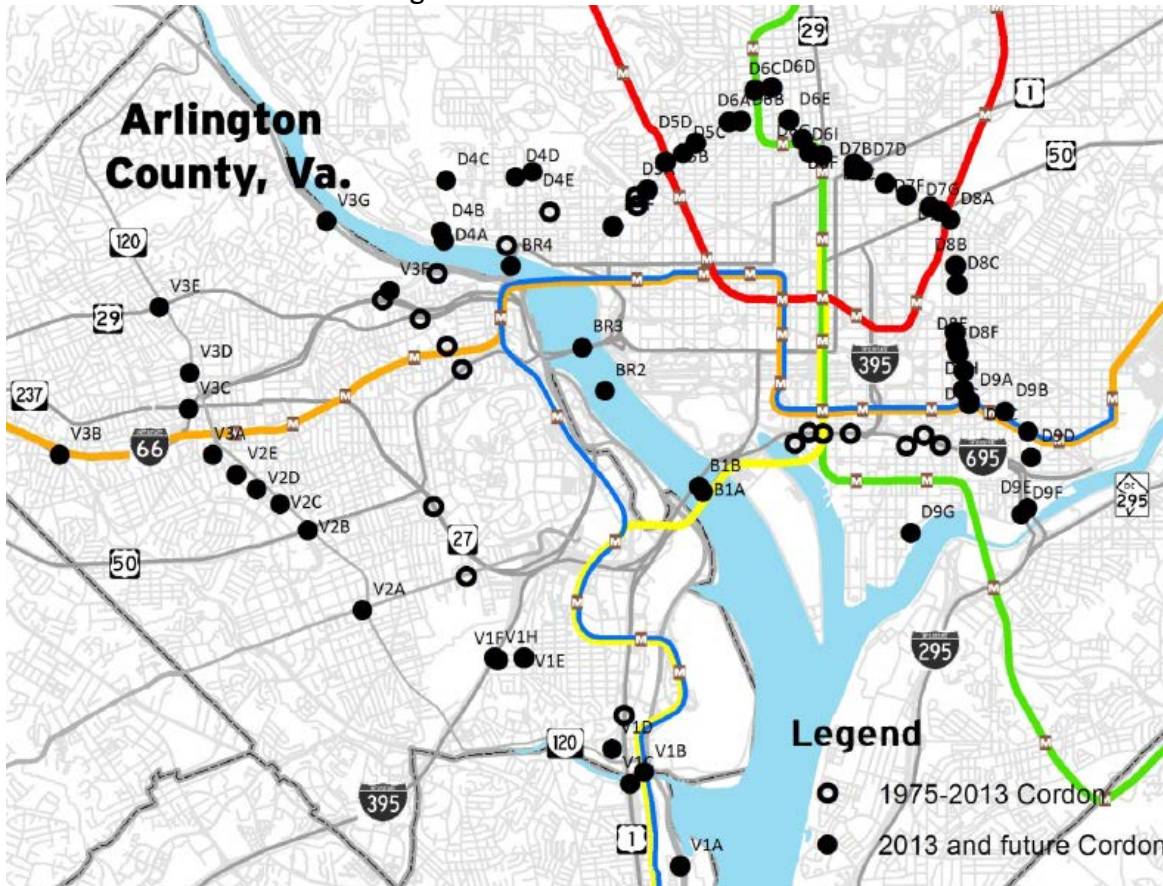 Arlington
County, Va.
29
1
50
D6C
D6D
D6A
D6B
D6E
D5D
D5C
D6I
D7B
D7D
D4C
D4D
D4E
D7F
D7G
D8A
V3G
120
D4B
D4A
BR4
D8B
D8C
V3F
V3E
29
BR3
D8F
V3D
395
D9A
D9B
237
V3C
BR2
V3A
V3B
66
V2E
695
D9D
V2D
B1B
B1A
V2C
D9E
D9F
DC
295
V2B
D9G
27
50
V2A
V1F
V1H
V1E
295
V1D
120
V1B
V1C
Legend
395
1975-2013 Cordon
1
2013 and future Cordon
V1A
M